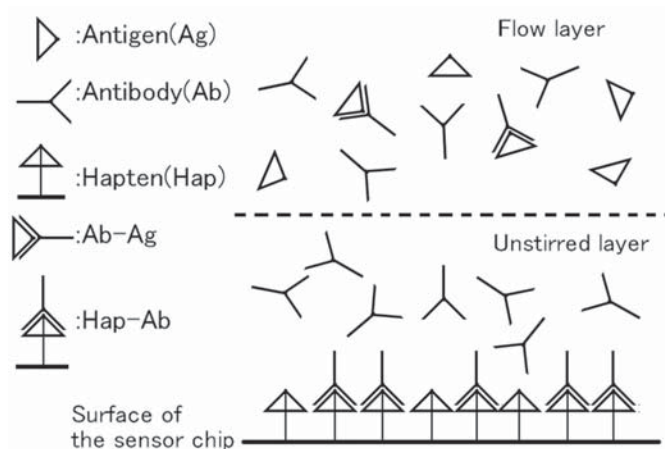 :Antigen(Ag)
:Antibody(Ab)
:Hapten(Hap)
:Ab-Ag
:Hap-Ab
Flow layer
Unstirred layer
Surface of
the sensor chip